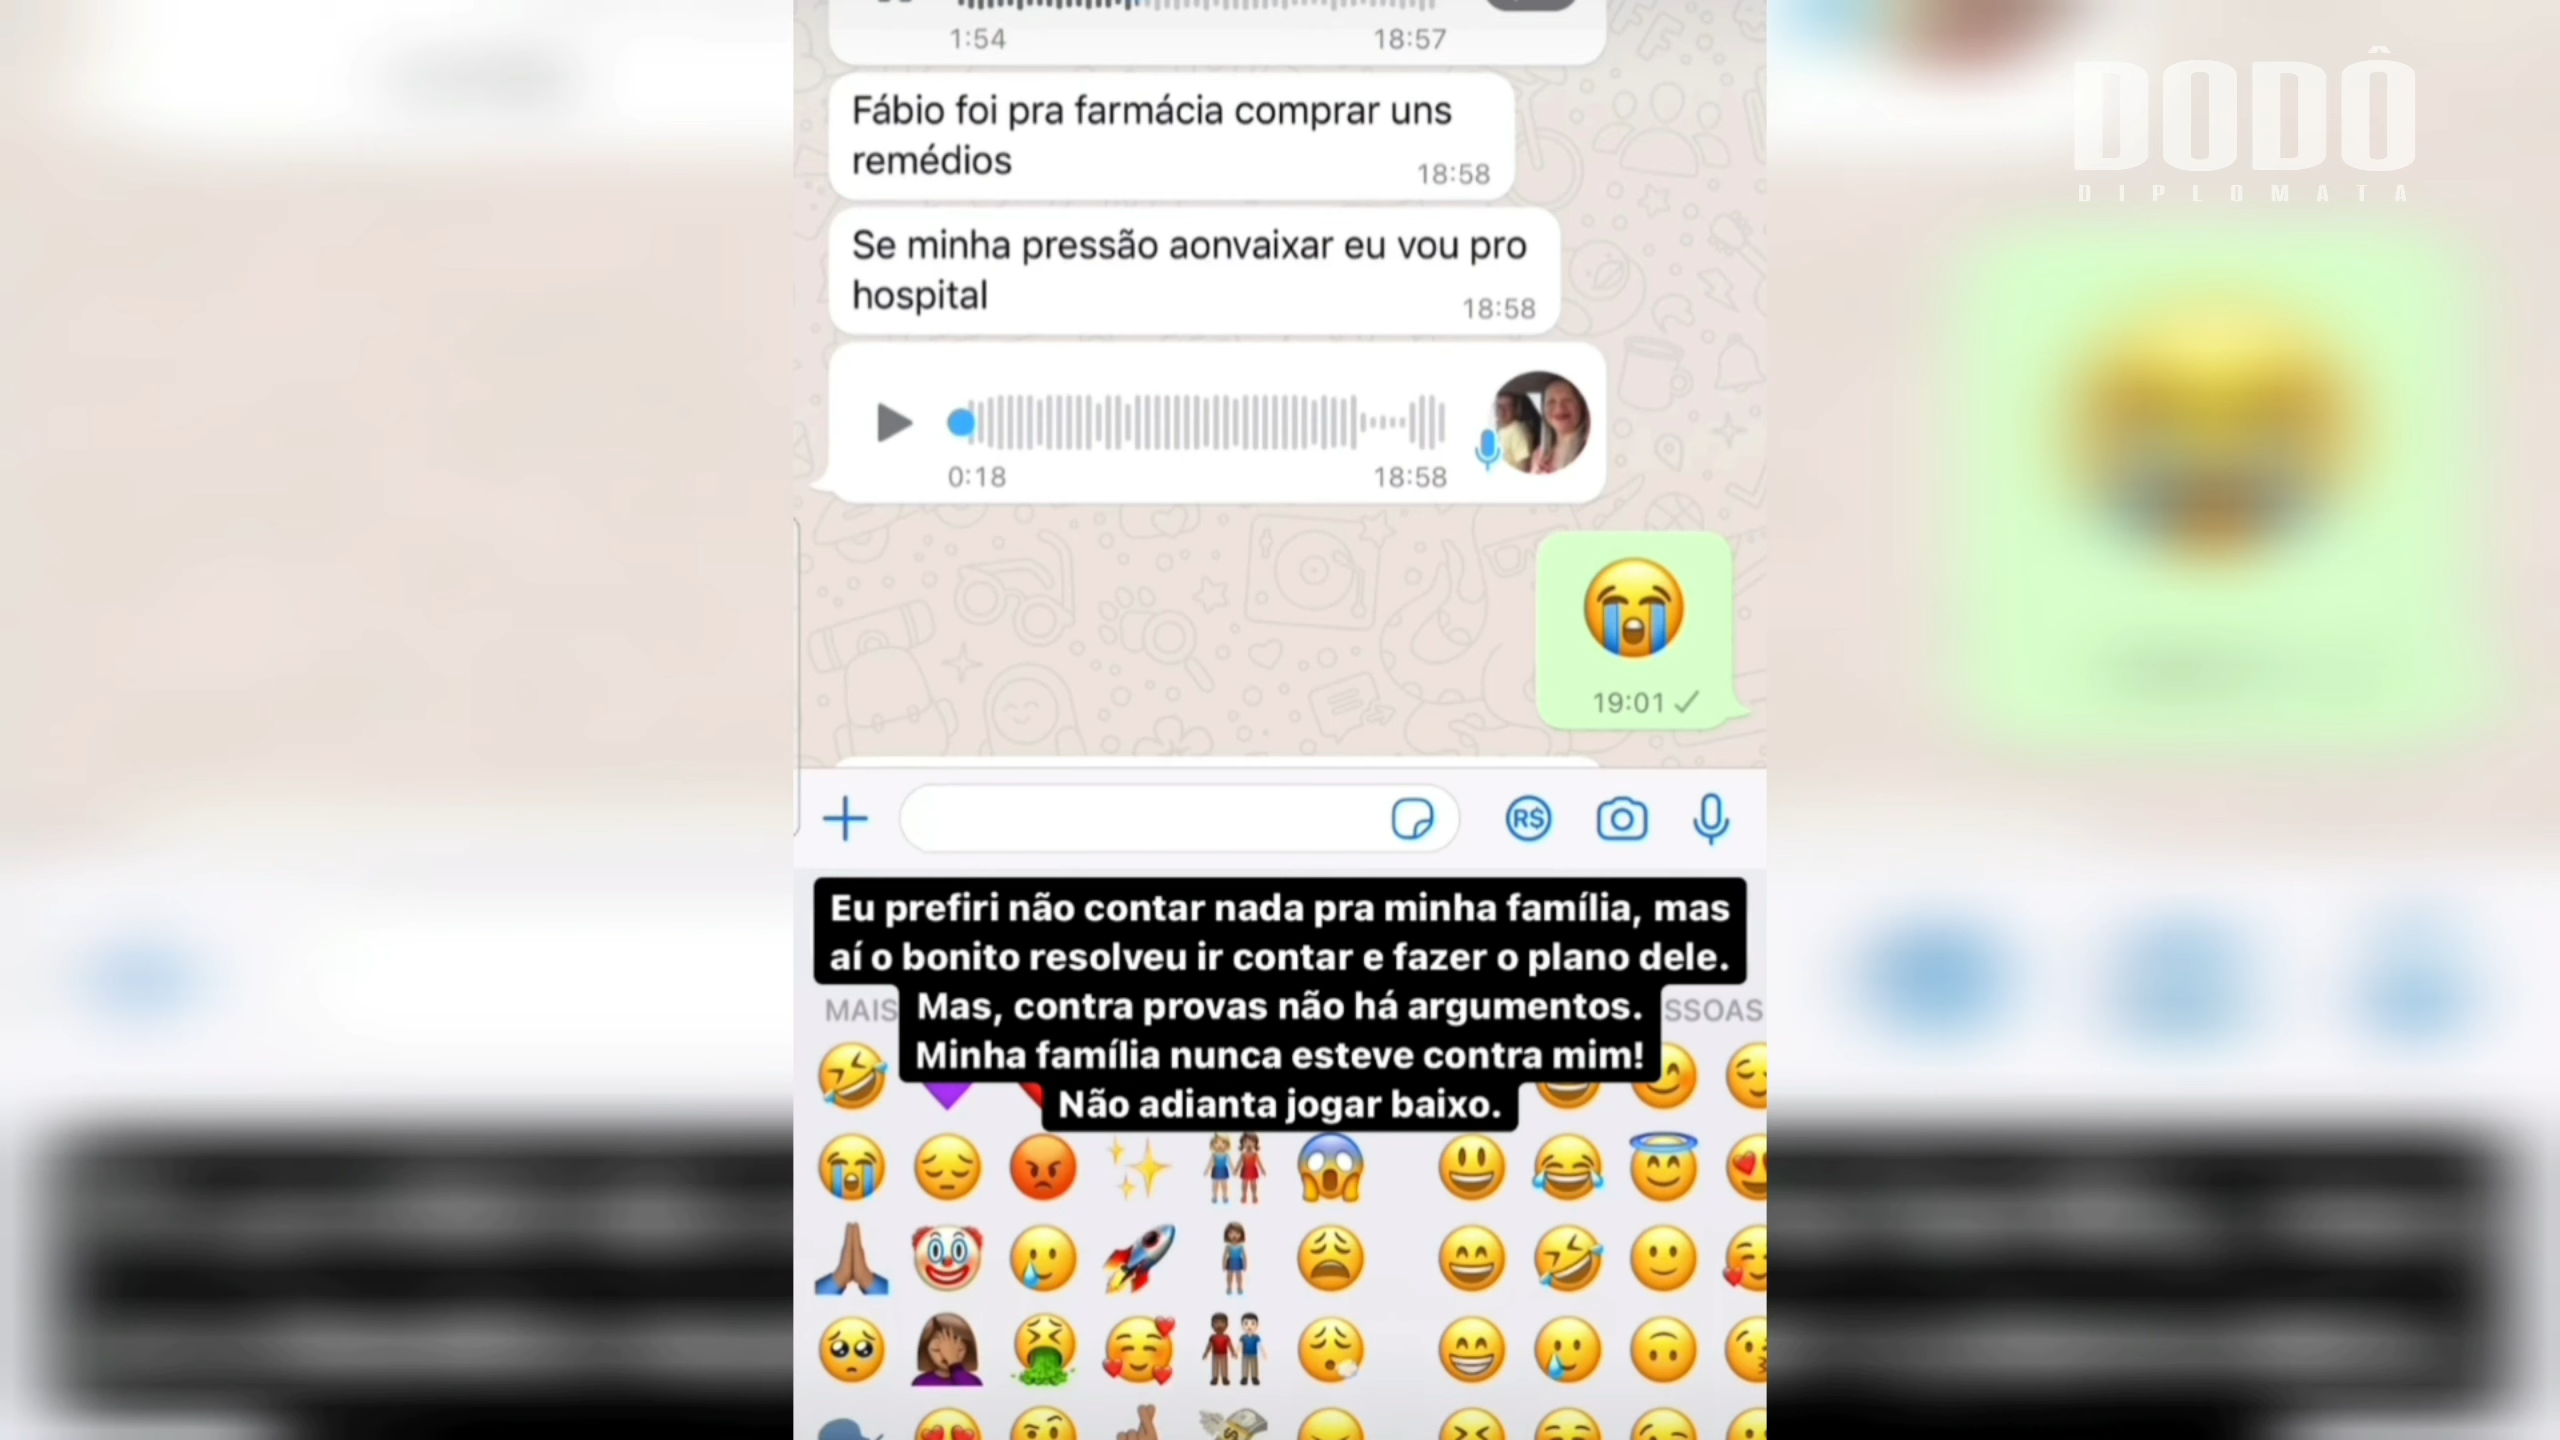 1:54 18:57
DODÔ
DIPLOMATA
Fábio foi pra farmácia comprar uns
remédios
18:58
Se minha pressão aonvaixar eu vou pro
hospital
18:58
0:18 18:58
19:01
R$
Eu prefiri não contar nada pra minha família, mas
aí o bonito resolveu ir contar e fazer o plano dele.
MAIS Mas, contra provas não há argumentos. SSOAS
Minha família nunca esteve contra mim!
Não adianta jogar baixo.